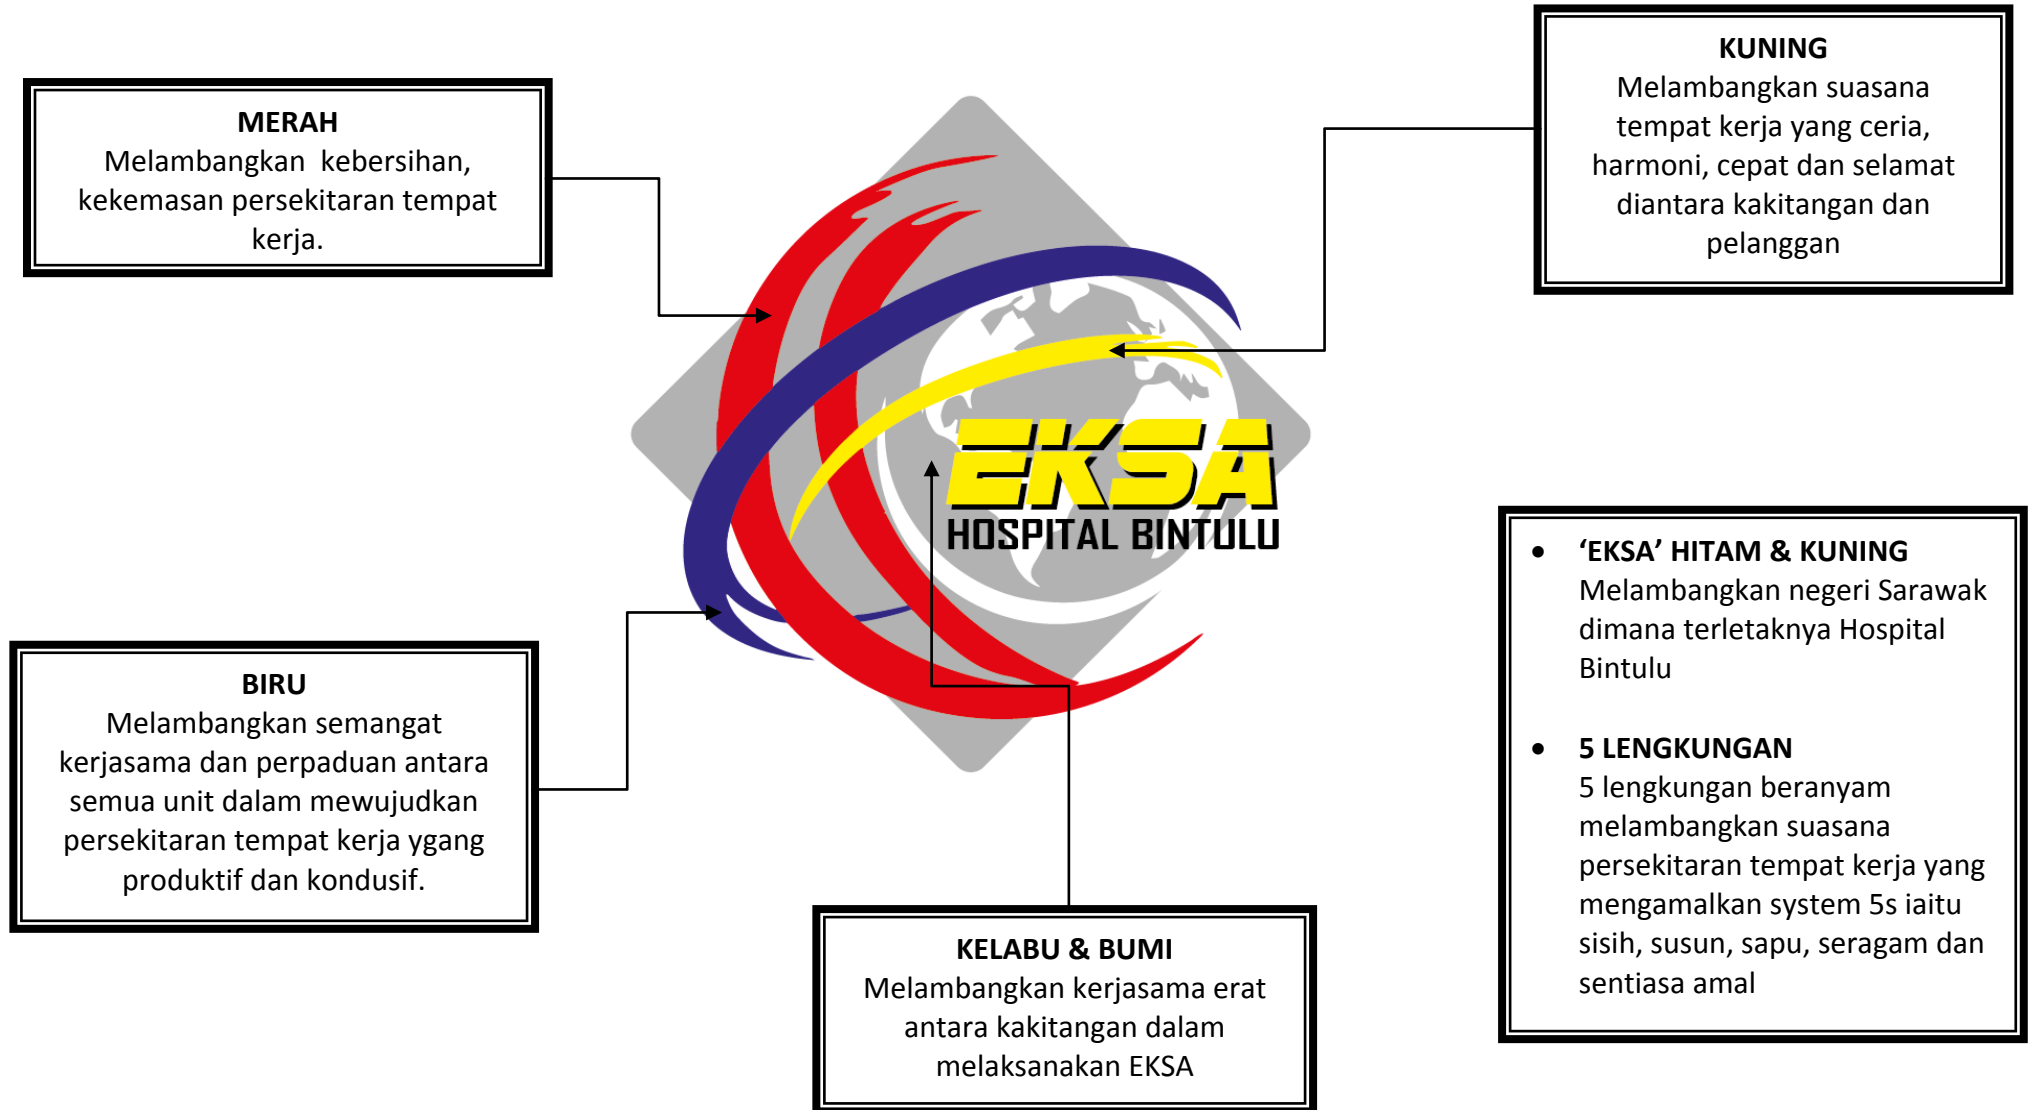 MERAH
Melambangkan kebersihan,
kekemasan persekitaran tempat
kerja.
KUNING
Melambangkan suasana
tempat kerja yang ceria,
harmoni, cepat dan selamat
diantara kakitangan dan
pelanggan
EKSA
HOSPITAL BINTULU
BIRU
Melambangkan semangat
kerjasama dan perpaduan antara
semua unit dalam mewujudkan
persekitaran tempat kerja ygang
produktif dan kondusif.
KELABU & BUMI
Melambangkan kerjasama erat
antara kakitangan dalam
melaksanakan EKSA
• ‘EKSA’ HITAM & KUNING
Melambangkan negeri Sarawak
dimana terletaknya Hospital
Bintulu
• 5 LENGKUNGAN
5 lengkungan beranyam
melambangkan suasana
persekitaran tempat kerja yang
mengamalkan system 5s iaitu
sisih, susun, sapu, seragam dan
sentiasa amal